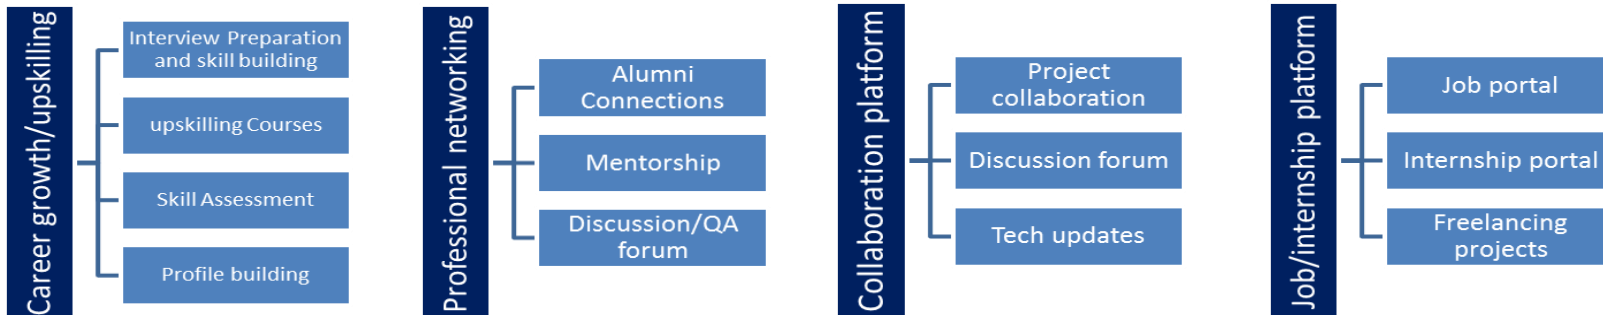 Career growth/upskilling
Interview Preparation
and skill building
upskilling Courses
Skill Assessment
Profile building
Professional networking
Alumni
Connections
Mentorship
Discussion/QA
forum
Collaboration platform
Project
collaboration
Discussion forum
Tech updates
Job/internship platform
Job portal
Internship portal
Freelancing
projects